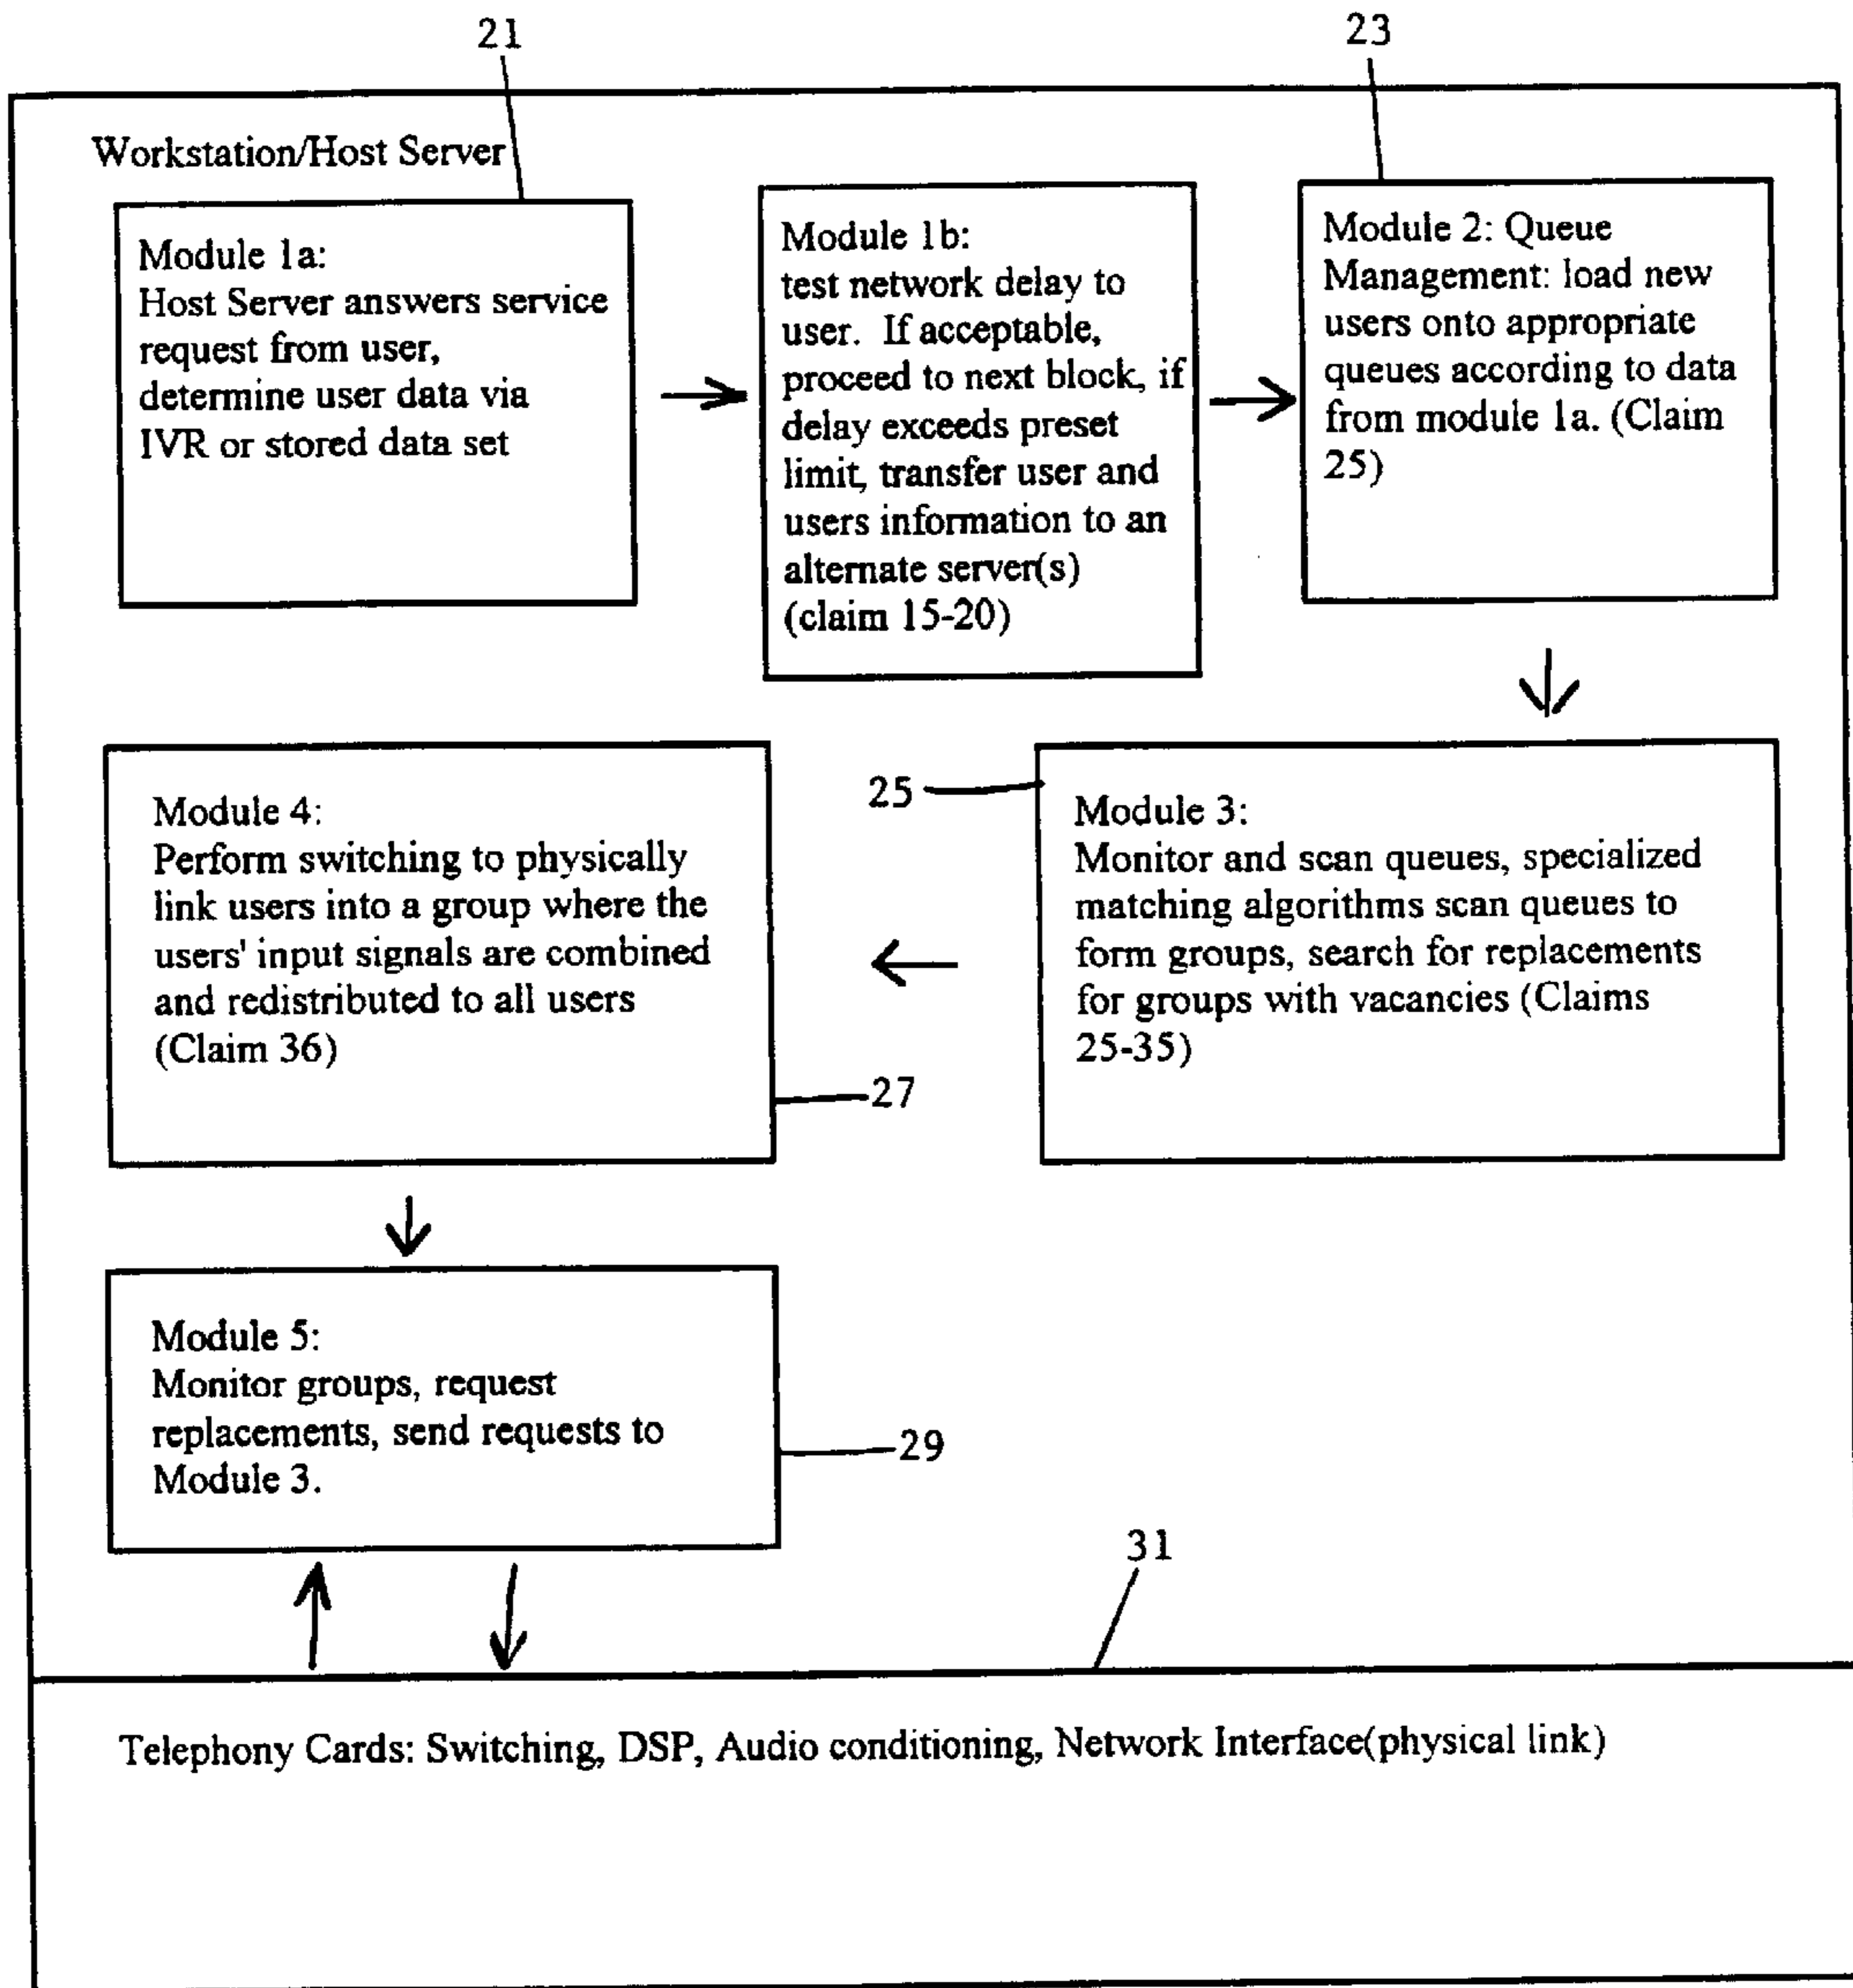 21
23
Workstation/Host Server
Module 1a:
Host Server answers service
request from user,
determine user data via
IVR or stored data set
Module 1b:
test network delay to
user. If acceptable,
proceed to next block, if
delay exceeds preset
limit, transfer user and
users information to an
alternate server(s)
(claim 15-20)
Module 2: Queue
Management: load new
users onto appropriate
queues according to data
from module 1a. (Claim
25)
Module 4:
Perform switching to physically
link users into a group where the
users' input signals are combined
and redistributed to all users
(Claim 36)
27
25
Module 3:
Monitor and scan queues, specialized
matching algorithms scan queues to
form groups, search for replacements
for groups with vacancies (Claims
25-35)
Module 5:
Monitor groups, request
replacements, send requests to
Module 3.
29
31
Telephony Cards: Switching, DSP, Audio conditioning, Network Interface(physical link)